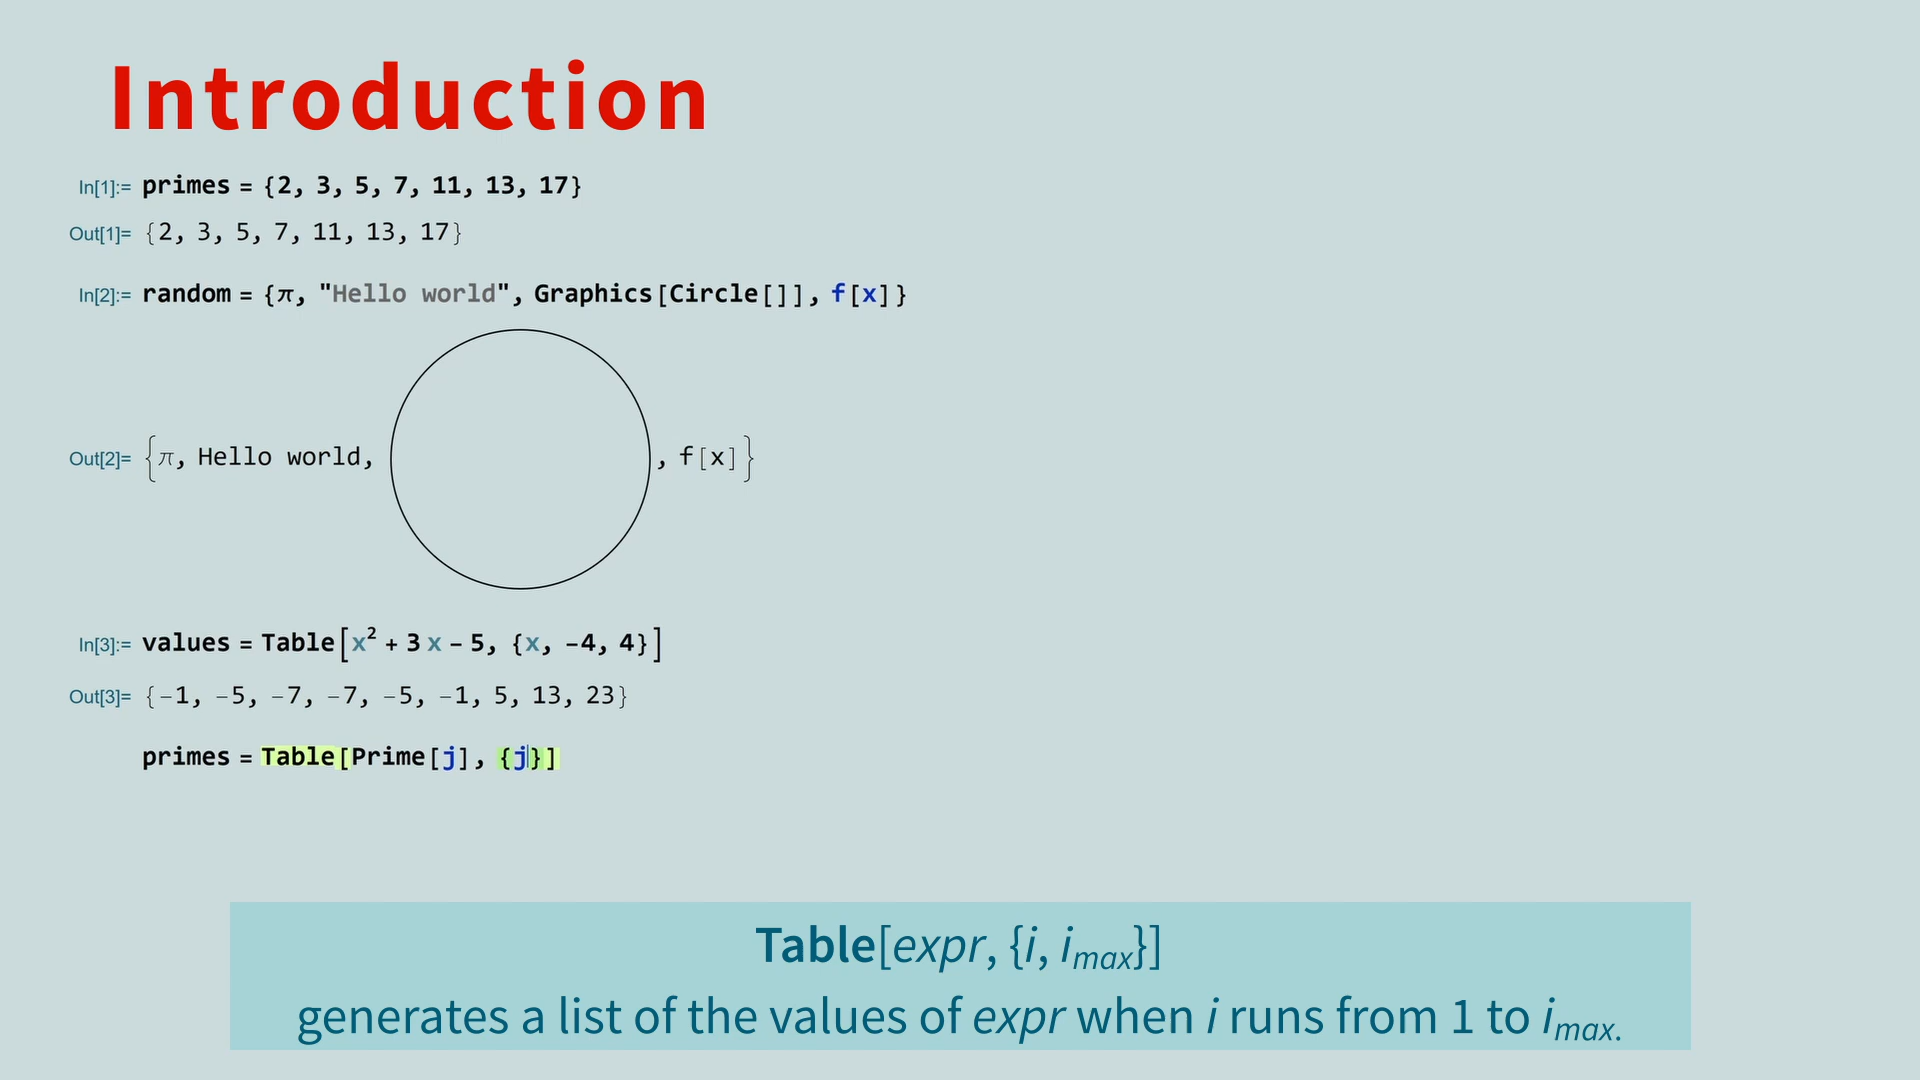 Introduction
In[1]:= primes = {2, 3, 5, 7, 11, 13, 17}
Out[1]= {2, 3, 5, 7, 11, 13, 17}
In[2]:= random = {π, "Hello world", Graphics[Circle[]], f[x]}
Out[2]= {π, Hello world, , f[x]}
In[3]:= values = Table[x² + 3 x – 5, {x, –4, 4}]
Out[3]= {–1, –5, –7, –7, –5, –1, 5, 13, 23}
primes = Table[Prime[j], {j}]
Table[expr, {i, imax}]
generates a list of the values of expr when i runs from 1 to imax.